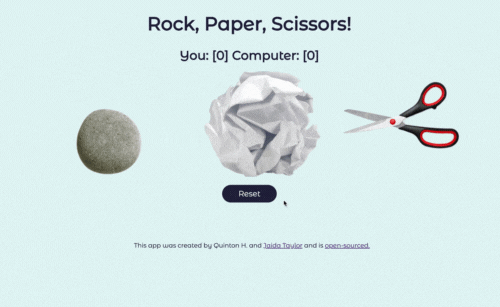 Rock, Paper, Scissors!
You: [0] Computer: [0]
Reset
This app was created by Quinton H. and Jaida Taylor and is open-sourced.